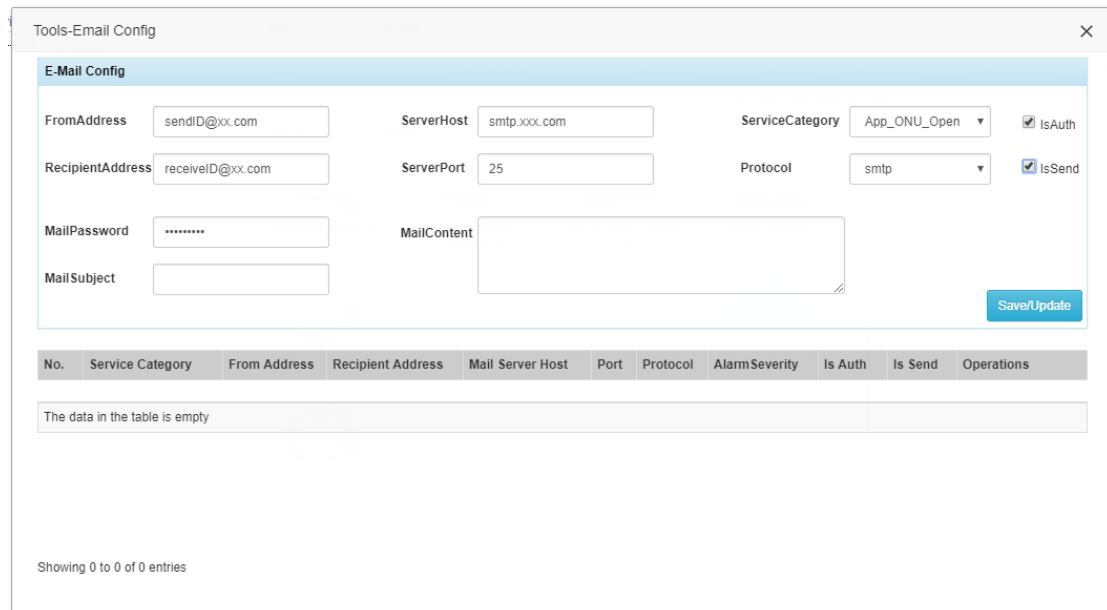 Tools-Email Config
E-Mail Config
FromAddress sendID@xx.com ServerHost smtp.xxx.com ServiceCategory App_ONU_Open IsAuth
RecipientAddress receiveID@xx.com ServerPort 25 Protocol smtp IsSend
MailPassword ••••••••• MailContent
MailSubject
Save/Update
No. Service Category From Address Recipient Address Mail Server Host Port Protocol AlarmSeverity Is Auth Is Send Operations
The data in the table is empty
Showing 0 to 0 of 0 entries